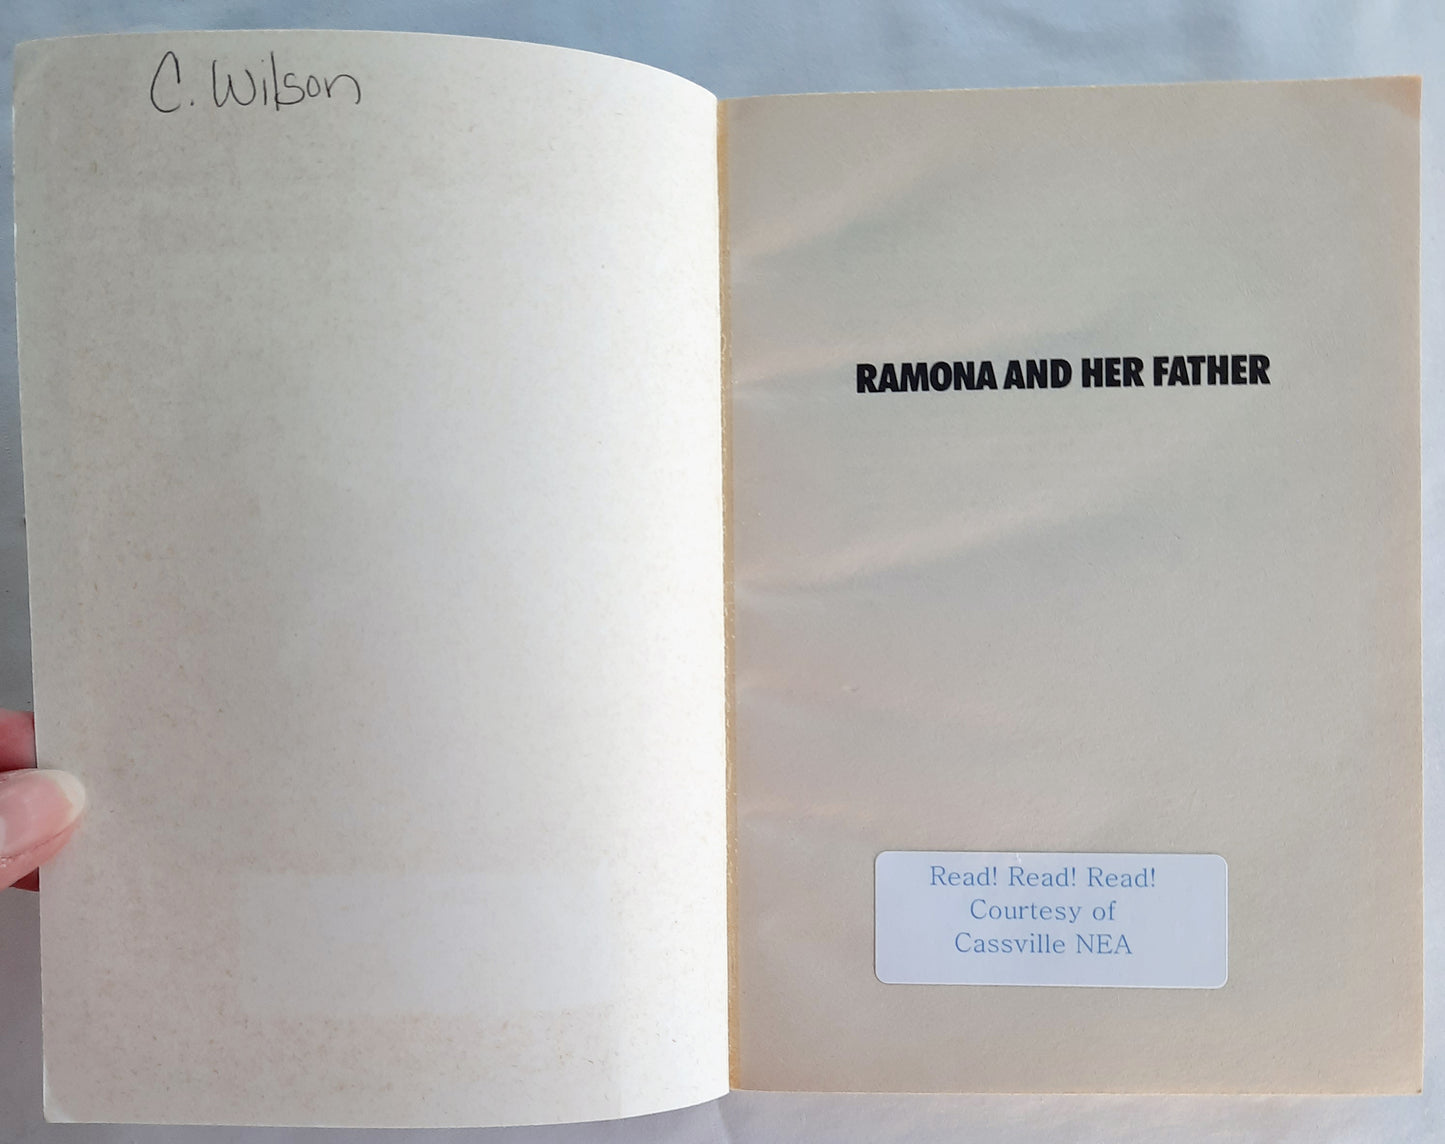 C. Wilson
RAMONA AND HER FATHER
Read! Read! Read!
Courtesy of
Cassville NEA